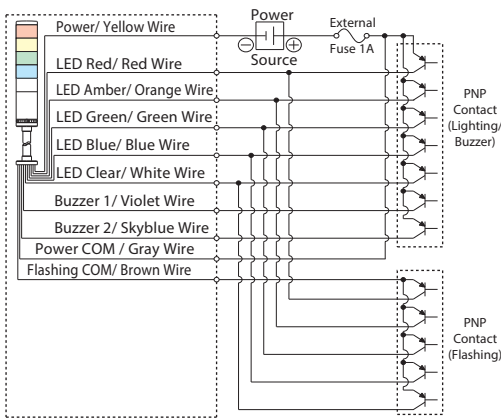 Power/ Yellow Wire
LED Red/ Red Wire
LED Amber/ Orange Wire
LED Green/ Green Wire
LED Blue/ Blue Wire
LED Clear/ White Wire
Buzzer 1/ Violet Wire
Buzzer 2/ Skyblue Wire
Power COM / Gray Wire
Flashing COM/ Brown Wire
Power
Source
External
Fuse 1A
PNP
Contact
(Lighting/
Buzzer)
PNP
Contact
(Flashing)